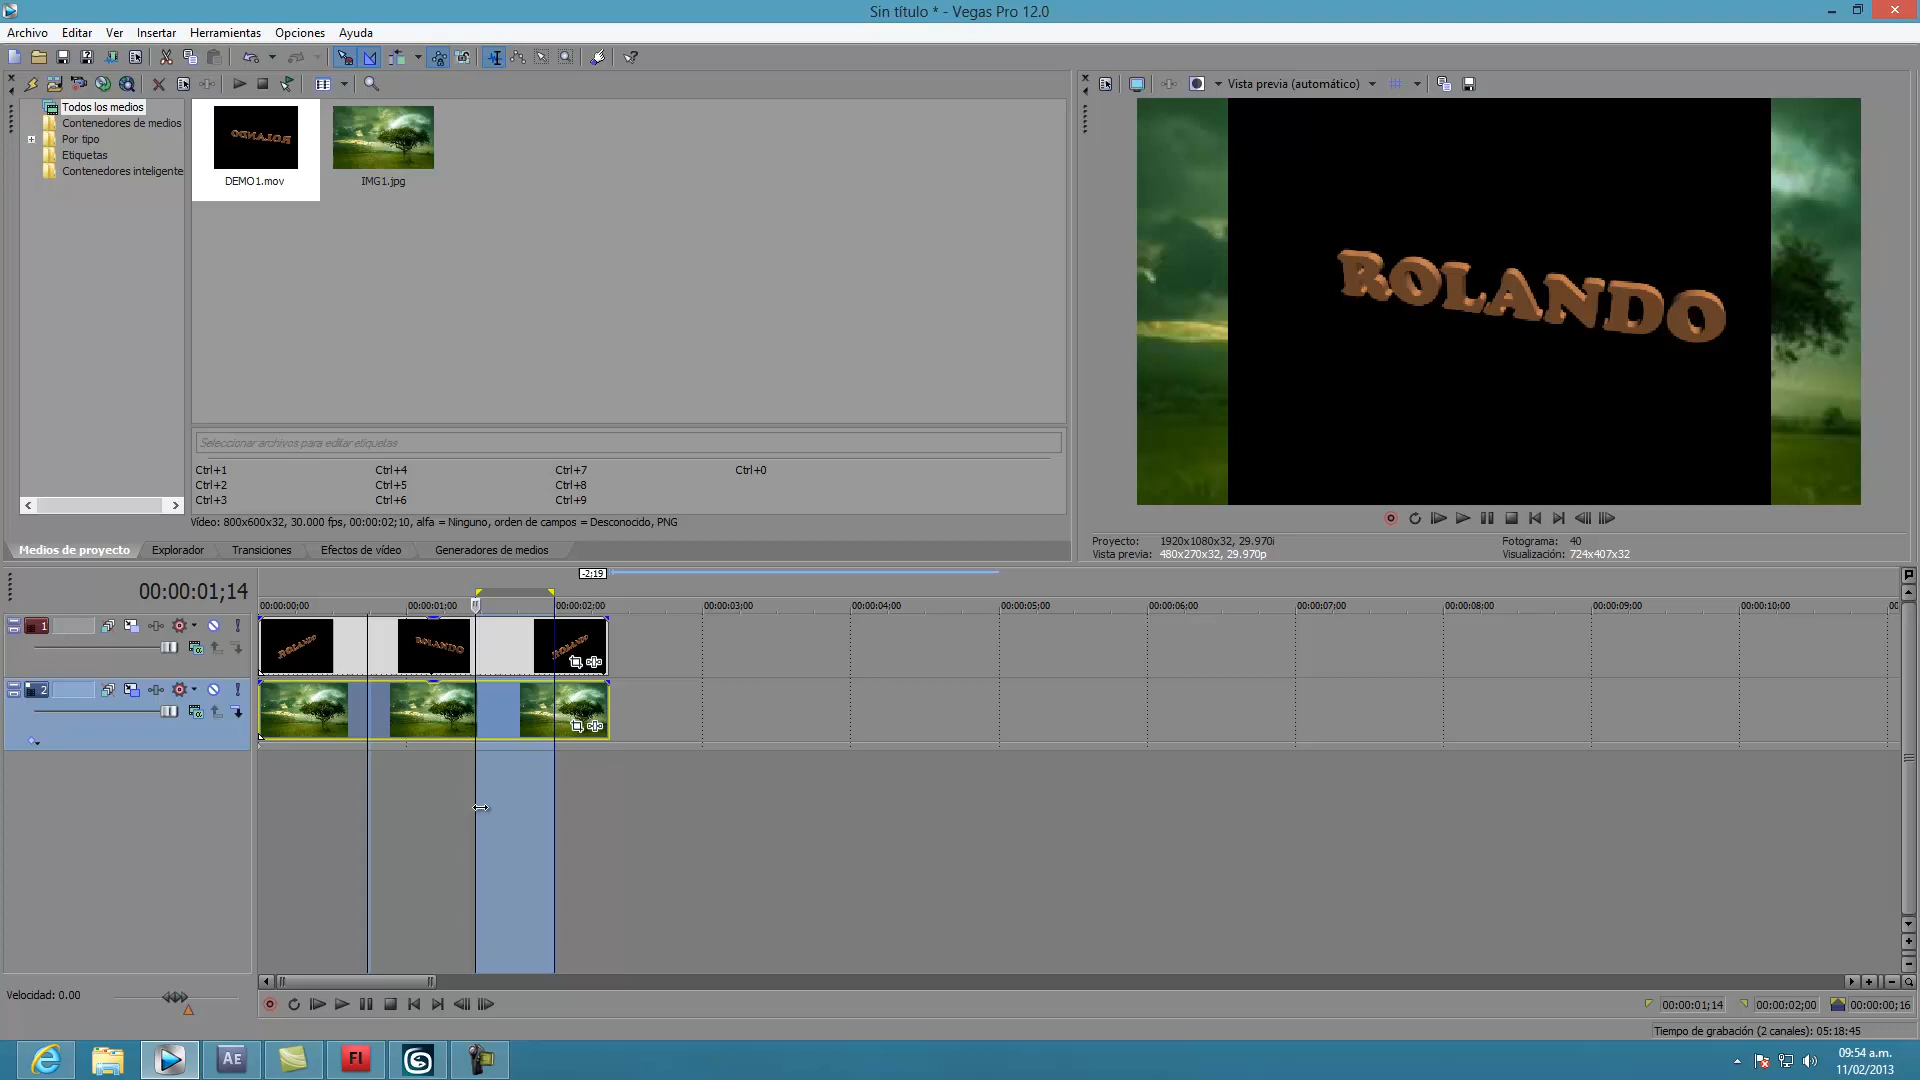 Sin título * - Vegas Pro 12.0
Archivo Editar Ver Insertar Herramientas Opciones Ayuda
Todos los medios
Contenedores de medios
Por tipo
Etiquetas
Contenedores inteligente
ROLANDO
DEMO1.mov
IMG1.jpg
Seleccionar archivos para editar etiquetas
Ctrl+1 Ctrl+4 Ctrl+7 Ctrl+0
Ctrl+2 Ctrl+5 Ctrl+8
Ctrl+3 Ctrl+6 Ctrl+9
Vídeo: 800x600x32, 30.000 fps, 00:00:02;10, alfa = Ninguno, orden de campos = Desconocido, PNG
Medios de proyecto Explorador Transiciones Efectos de vídeo Generadores de medios
Vista previa (automático)
ROLANDO
Proyecto: 1920x1080x32, 29.970i Fotograma: 40
Vista previa: 480x270x32, 29.970p Visualización: 724x407x32
-2;19
00:00:01;14
00:00:00;00 00:00:01;00 00:00:02;00 00:00:03;00 00:00:04;00 00:00:05;00 00:00:06;00 00:00:07;00 00:00:09;00 00:00:09;00 00:00:10;00 00
1
ROLANDO ROLANDO ROLANDO
2
Velocidad: 0.00
00:00:01;14 00:00:02;00 00:00:00;16
Tiempo de grabación (2 canales): 05:18:45
AE Fl
09:54 a.m.
11/02/2013